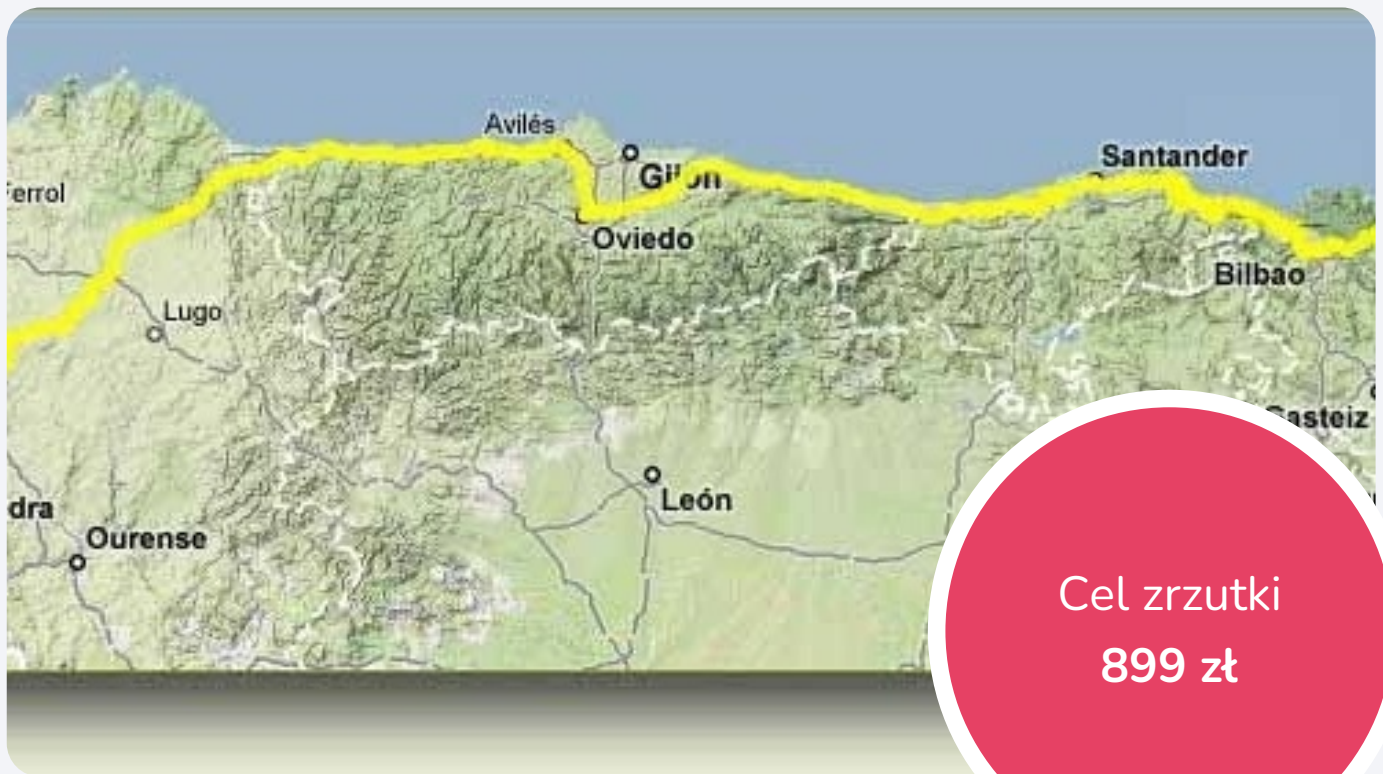 Avilés
Gijón
Santander
Ferrol
Oviedo
Bilbao
Lugo
Gasteiz
León
dra
Ourense
Cel zrzutki
899 zł